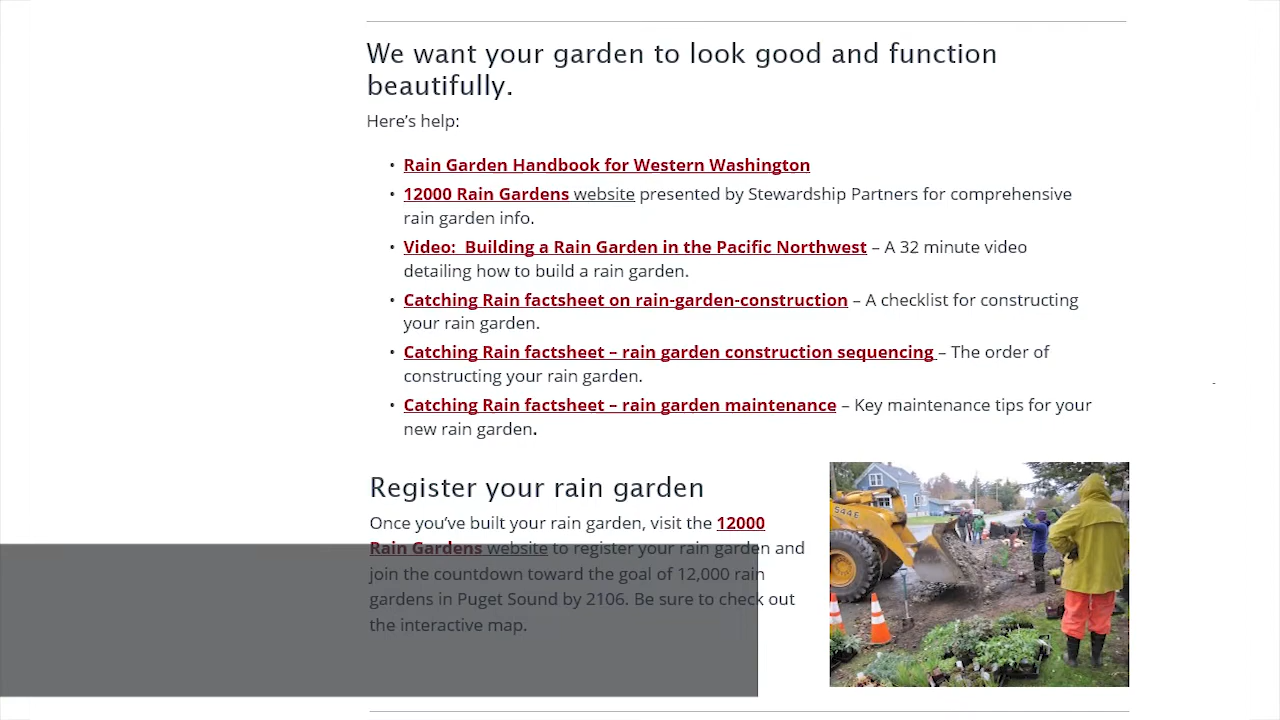 We want your garden to look good and function
beautifully.
Here’s help:
• Rain Garden Handbook for Western Washington
• 12000 Rain Gardens website presented by Stewardship Partners for comprehensive
rain garden info.
• Video:  Building a Rain Garden in the Pacific Northwest – A 32 minute video
detailing how to build a rain garden.
• Catching Rain factsheet on rain-garden-construction – A checklist for constructing
your rain garden.
• Catching Rain factsheet – rain garden construction sequencing – The order of
constructing your rain garden.
• Catching Rain factsheet – rain garden maintenance – Key maintenance tips for your
new rain garden.
Register your rain garden
Once you’ve built your rain garden, visit the 12000
Rain Gardens website to register your rain garden and
join the countdown toward the goal of 12,000 rain
gardens in Puget Sound by 2106. Be sure to check out
the interactive map.
544E